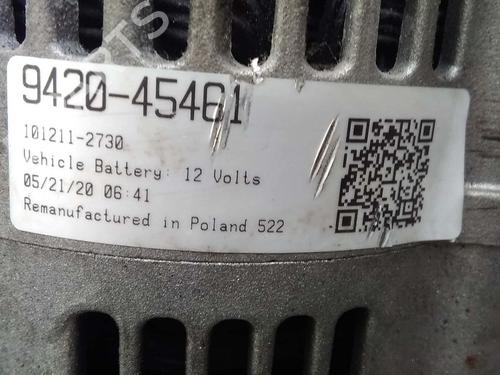 9420-45461
101211-2730
Vehicle Battery: 12 Volts
05/21/20 06:41
Remanufactured in Poland 522